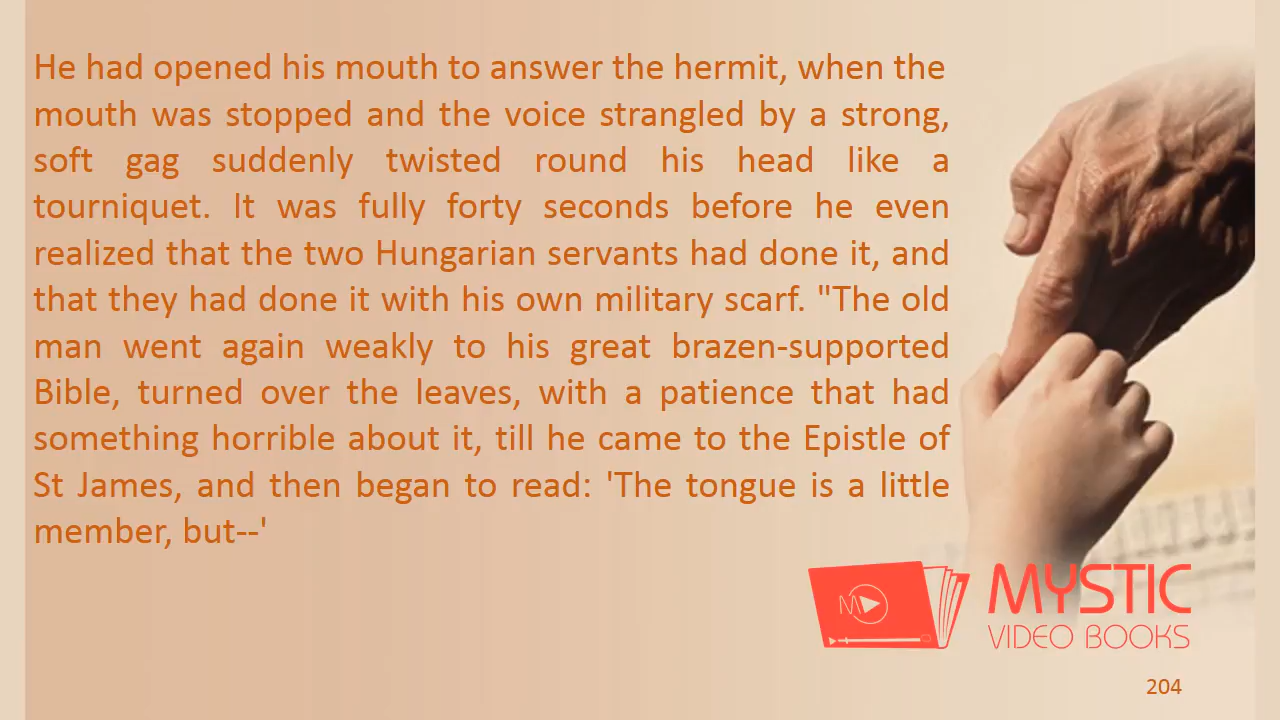 He had opened his mouth to answer the hermit, when the
mouth was stopped and the voice strangled by a strong,
soft gag suddenly twisted round his head like a
tourniquet. It was fully forty seconds before he even
realized that the two Hungarian servants had done it, and
that they had done it with his own military scarf. "The old
man went again weakly to his great brazen-supported
Bible, turned over the leaves, with a patience that had
something horrible about it, till he came to the Epistle of
St James, and then began to read: 'The tongue is a little
member, but--'
M
MYSTIC
VIDEO BOOKS
204